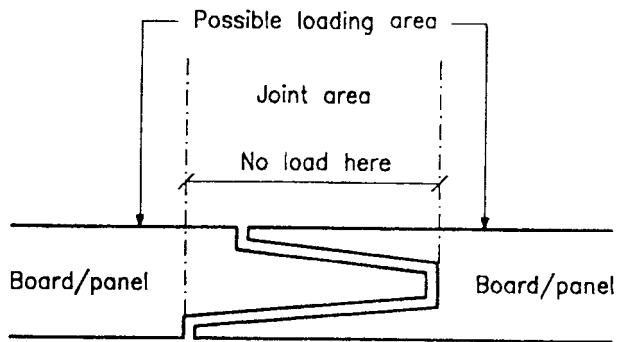 Possible loading area
Joint area
No load here
Board/panel
Board/panel